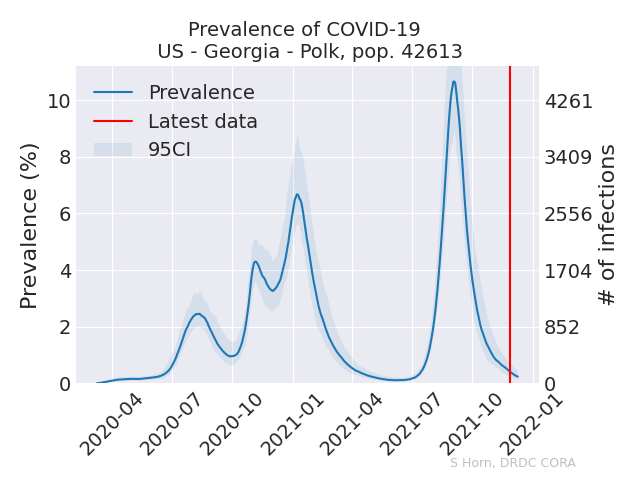 Prevalence of COVID-19
US - Georgia - Polk, pop. 42613
Prevalence
Latest data
95CI
Prevalence (%)
10
8
6
4
2
0
4261
3409
2556
1704
852
0
# of infections
2020-04
2020-07
2020-10
2021-01
2021-04
2021-07
2021-10
2022-01
S Horn, DRDC CORA